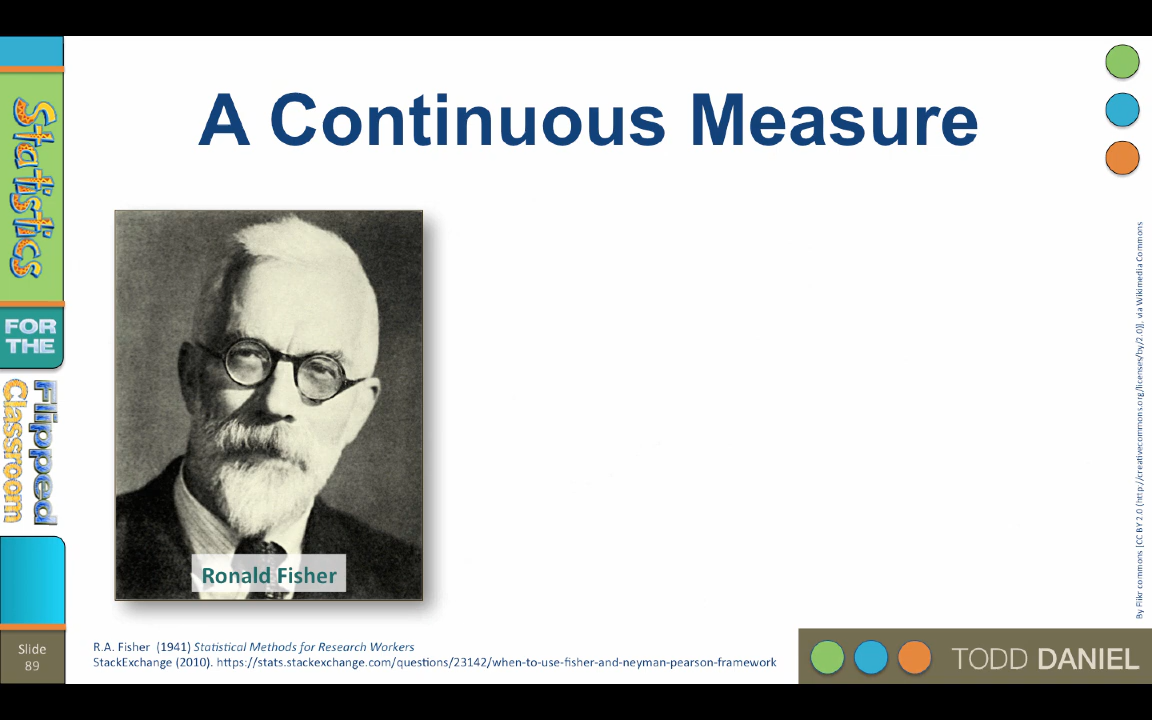 A Continuous Measure
Statistics
FOR
THE
Flipped
Classroom
Slide
89
Ronald Fisher
R.A. Fisher (1941) Statistical Methods for Research Workers
StackExchange (2010). https://stats.stackexchange.com/questions/23142/when-to-use-fisher-and-neyman-pearson-framework
TODD DANIEL
By Flikr commons [CC BY 2.0 (http://creativecommons.org/licenses/by/2.0)], via Wikimedia Commons